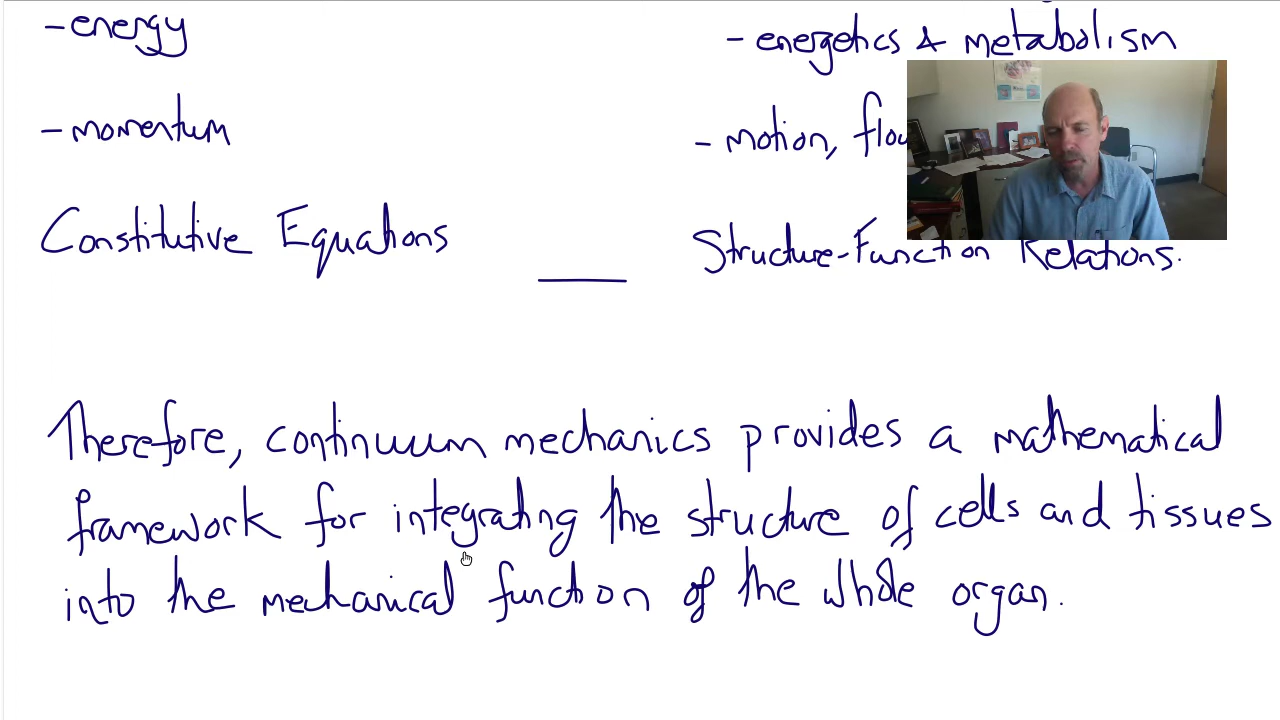 -energy
- energetics & metabolism
-momentum
- motion,
Constitutive Equations
Structure-Function Relations.
Therefore, continuum mechanics provides a mathematical
framework for integrating the structure of cells and tissues
into the mechanical function of the whole organ.